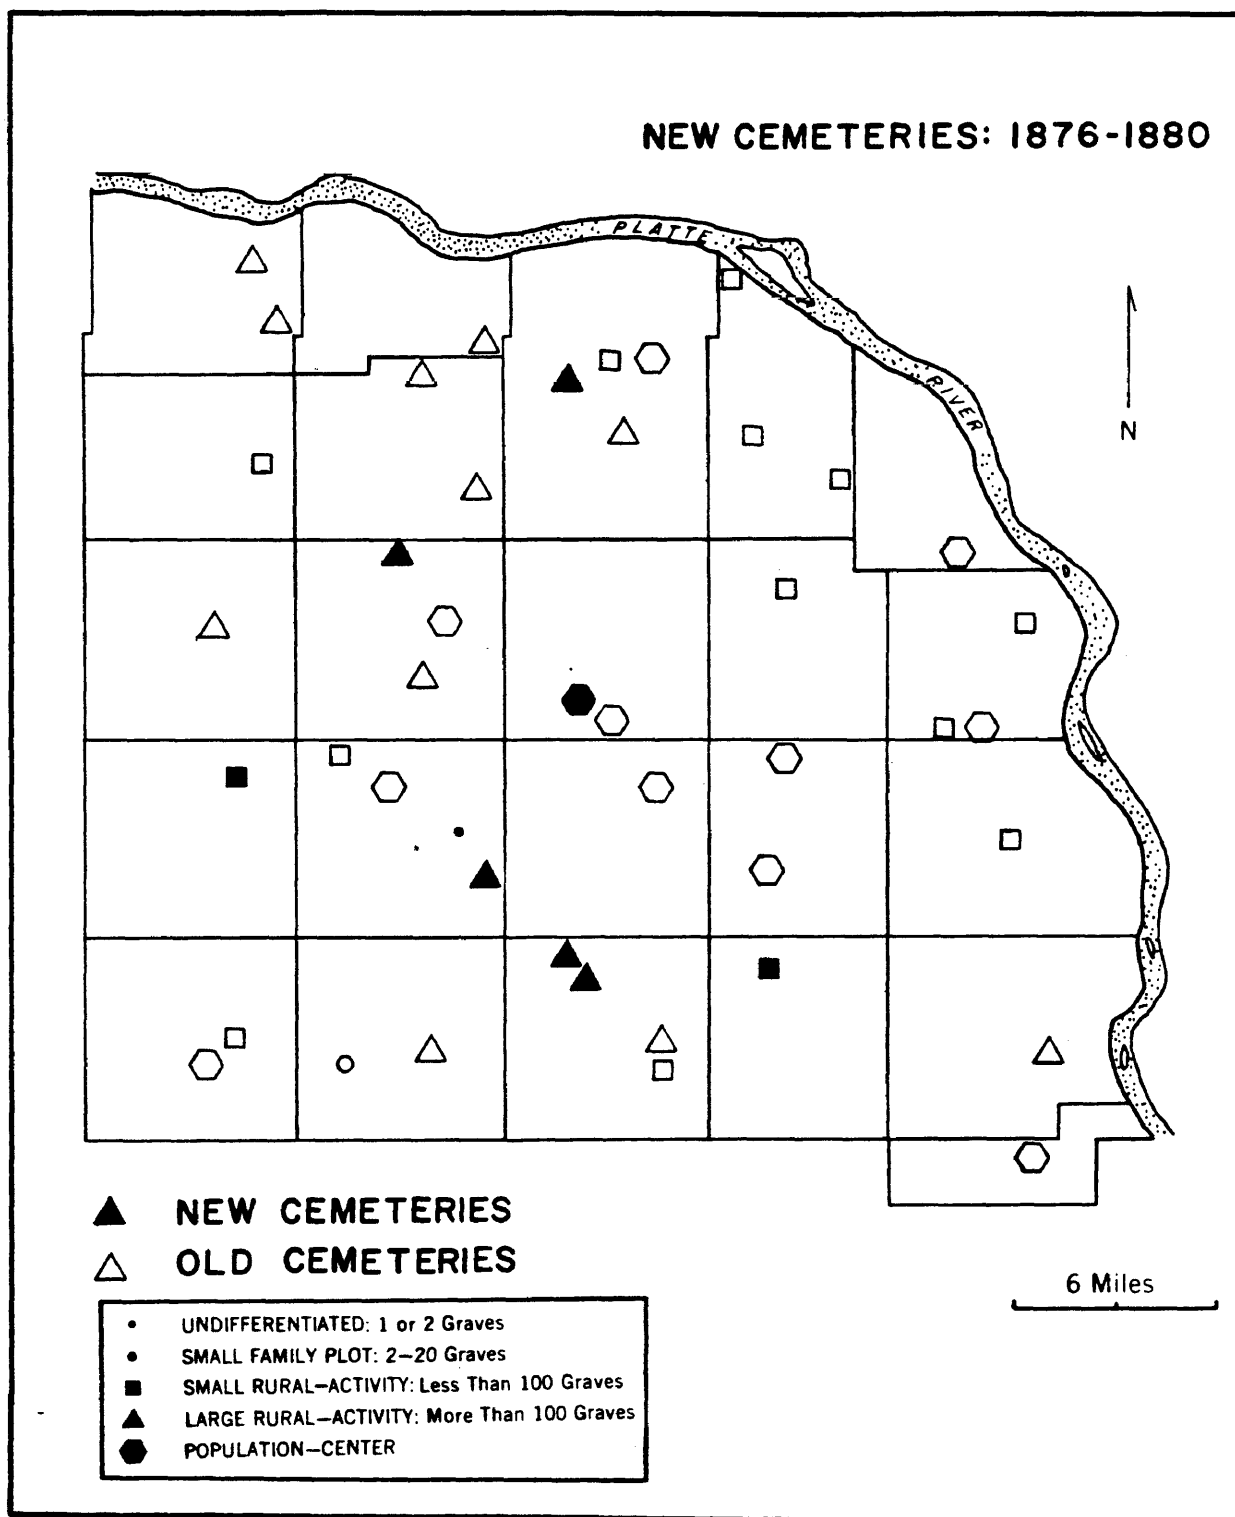 NEW CEMETERIES: 1876-1880
PLATTE
RIVER
N
NEW CEMETERIES
OLD CEMETERIES
6 Miles
UNDIFFERENTIATED: 1 or 2 Graves
SMALL FAMILY PLOT: 2-20 Graves
SMALL RURAL-ACTIVITY: Less Than 100 Graves
LARGE RURAL-ACTIVITY: More Than 100 Graves
POPULATION-CENTER